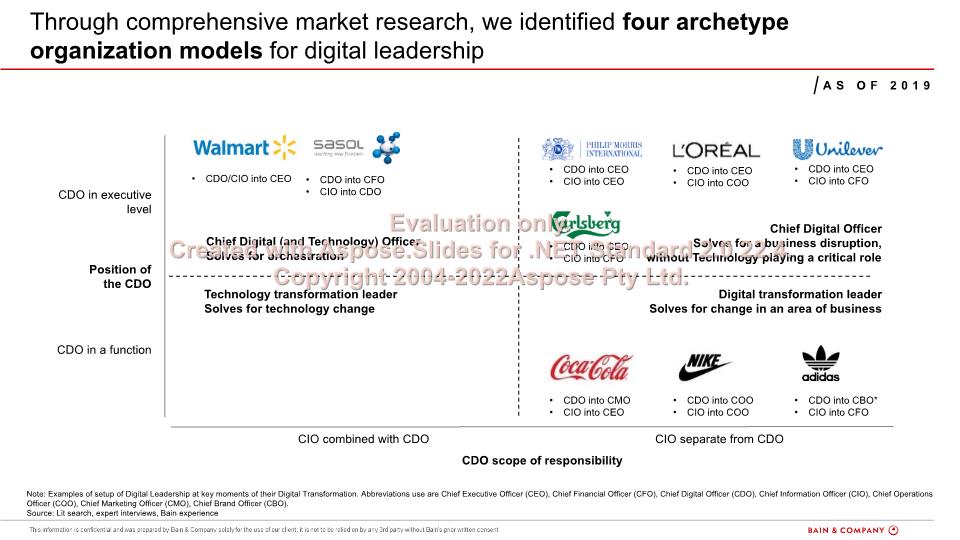 Through comprehensive market research, we identified four archetype
organization models for digital leadership
AS OF 2019
Walmart
sasol
reaching new frontiers
PHILIP MORRIS
INTERNATIONAL
L'ORÉAL
Unilever
• CDO/CIO into CEO
• CDO into CFO
• CIO into CDO
• CDO into CEO
• CIO into CEO
• CDO into CEO
• CIO into COO
• CDO into CEO
• CIO into CFO
CDO in executive
level
Carlsberg
• CDO into CEO
• CIO into CFO
Evaluation only.
Created with Aspose.Slides for .NET Standard 2.0 22.4.
Copyright 2004-2022Aspose Pty Ltd.
Chief Digital (and Technology) Officer
Solves for orchestration
Chief Digital Officer
Solves for a business disruption,
without Technology playing a critical role
Position of
the CDO
Technology transformation leader
Solves for technology change
Digital transformation leader
Solves for change in an area of business
CDO in a function
Coca-Cola
NIKE
adidas
• CDO into CMO
• CIO into CEO
• CDO into COO
• CIO into COO
• CDO into CBO*
• CIO into CFO
CIO combined with CDO
CIO separate from CDO
CDO scope of responsibility
Note: Examples of setup of Digital Leadership at key moments of their Digital Transformation. Abbreviations use are Chief Executive Officer (CEO), Chief Financial Officer (CFO), Chief Digital Officer (CDO), Chief Information Officer (CIO), Chief Operations
Officer (COO), Chief Marketing Officer (CMO), Chief Brand Officer (CBO).
Source: Lit search, expert interviews, Bain experience
This information is confidential and was prepared by Bain & Company solely for the use of our client; it is not to be relied on by any 3rd party without Bain's prior written consent
BAIN & COMPANY